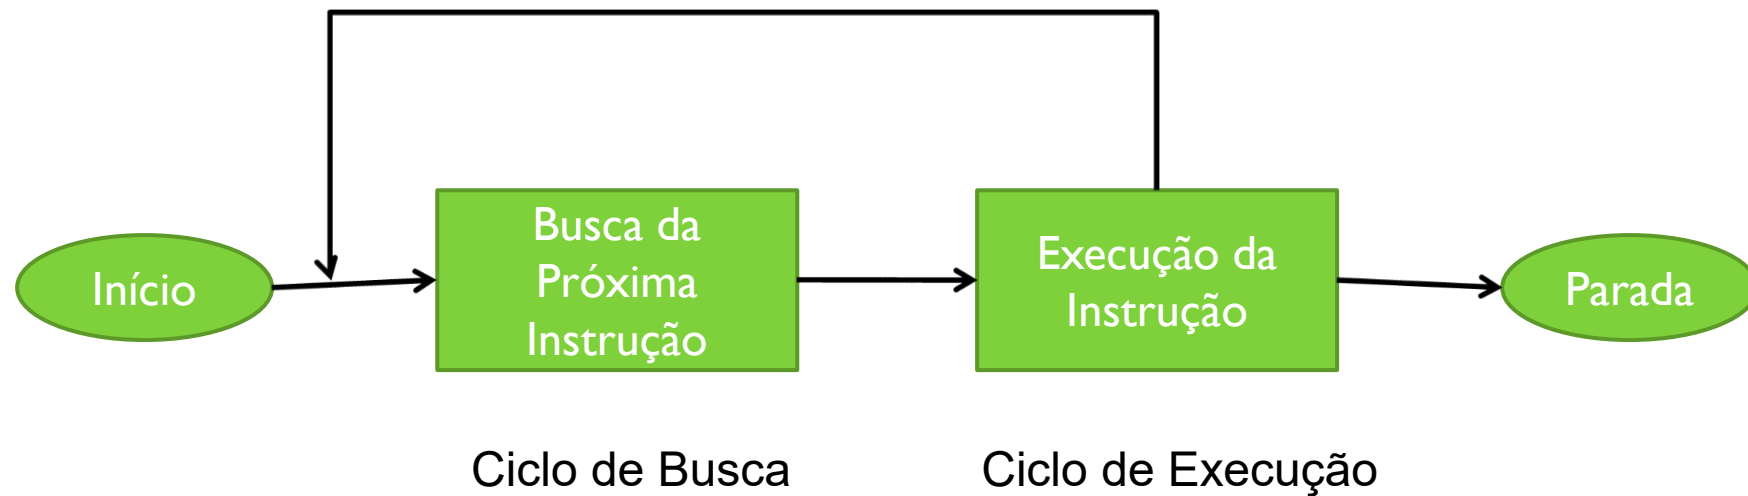 Início
Busca da
Próxima
Instrução
Execução da
Instrução
Parada
Ciclo de Busca
Ciclo de Execução